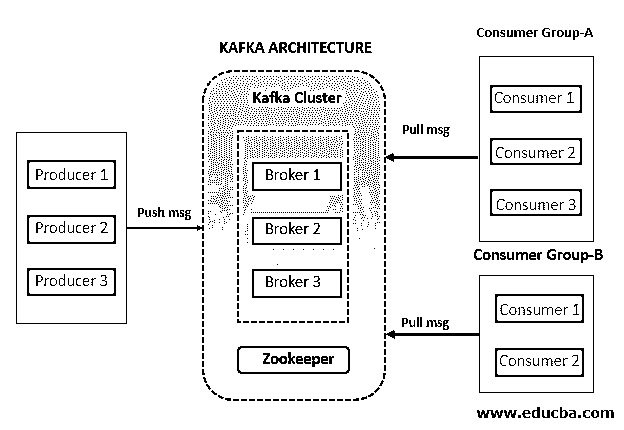 KAFKA ARCHITECTURE
Kafka Cluster
Producer 1
Producer 2
Producer 3
Push msg
Broker 1
Broker 2
Broker 3
Zookeeper
Pull msg
Consumer Group-A
Consumer 1
Consumer 2
Consumer 3
Pull msg
Consumer Group-B
Consumer 1
Consumer 2
www.educba.com